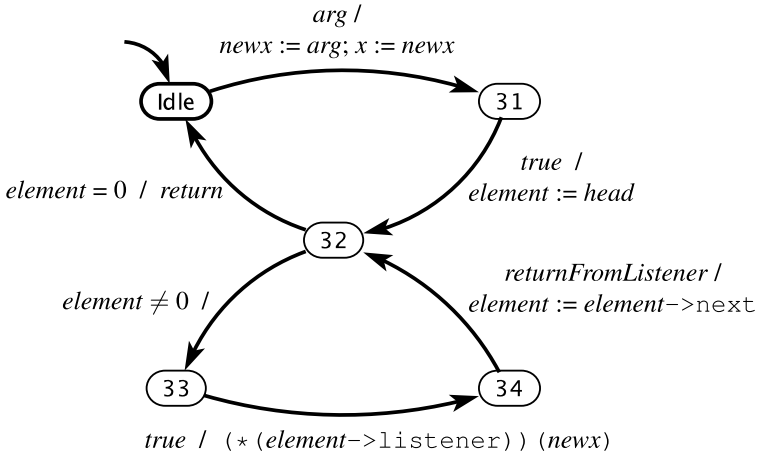 arg /
newx := arg; x := newx
Idle
31
true /
element := head
element = 0 / return
32
returnFromListener /
element := element->next
element ≠ 0 /
33
34
true / (*(element->listener))(newx)